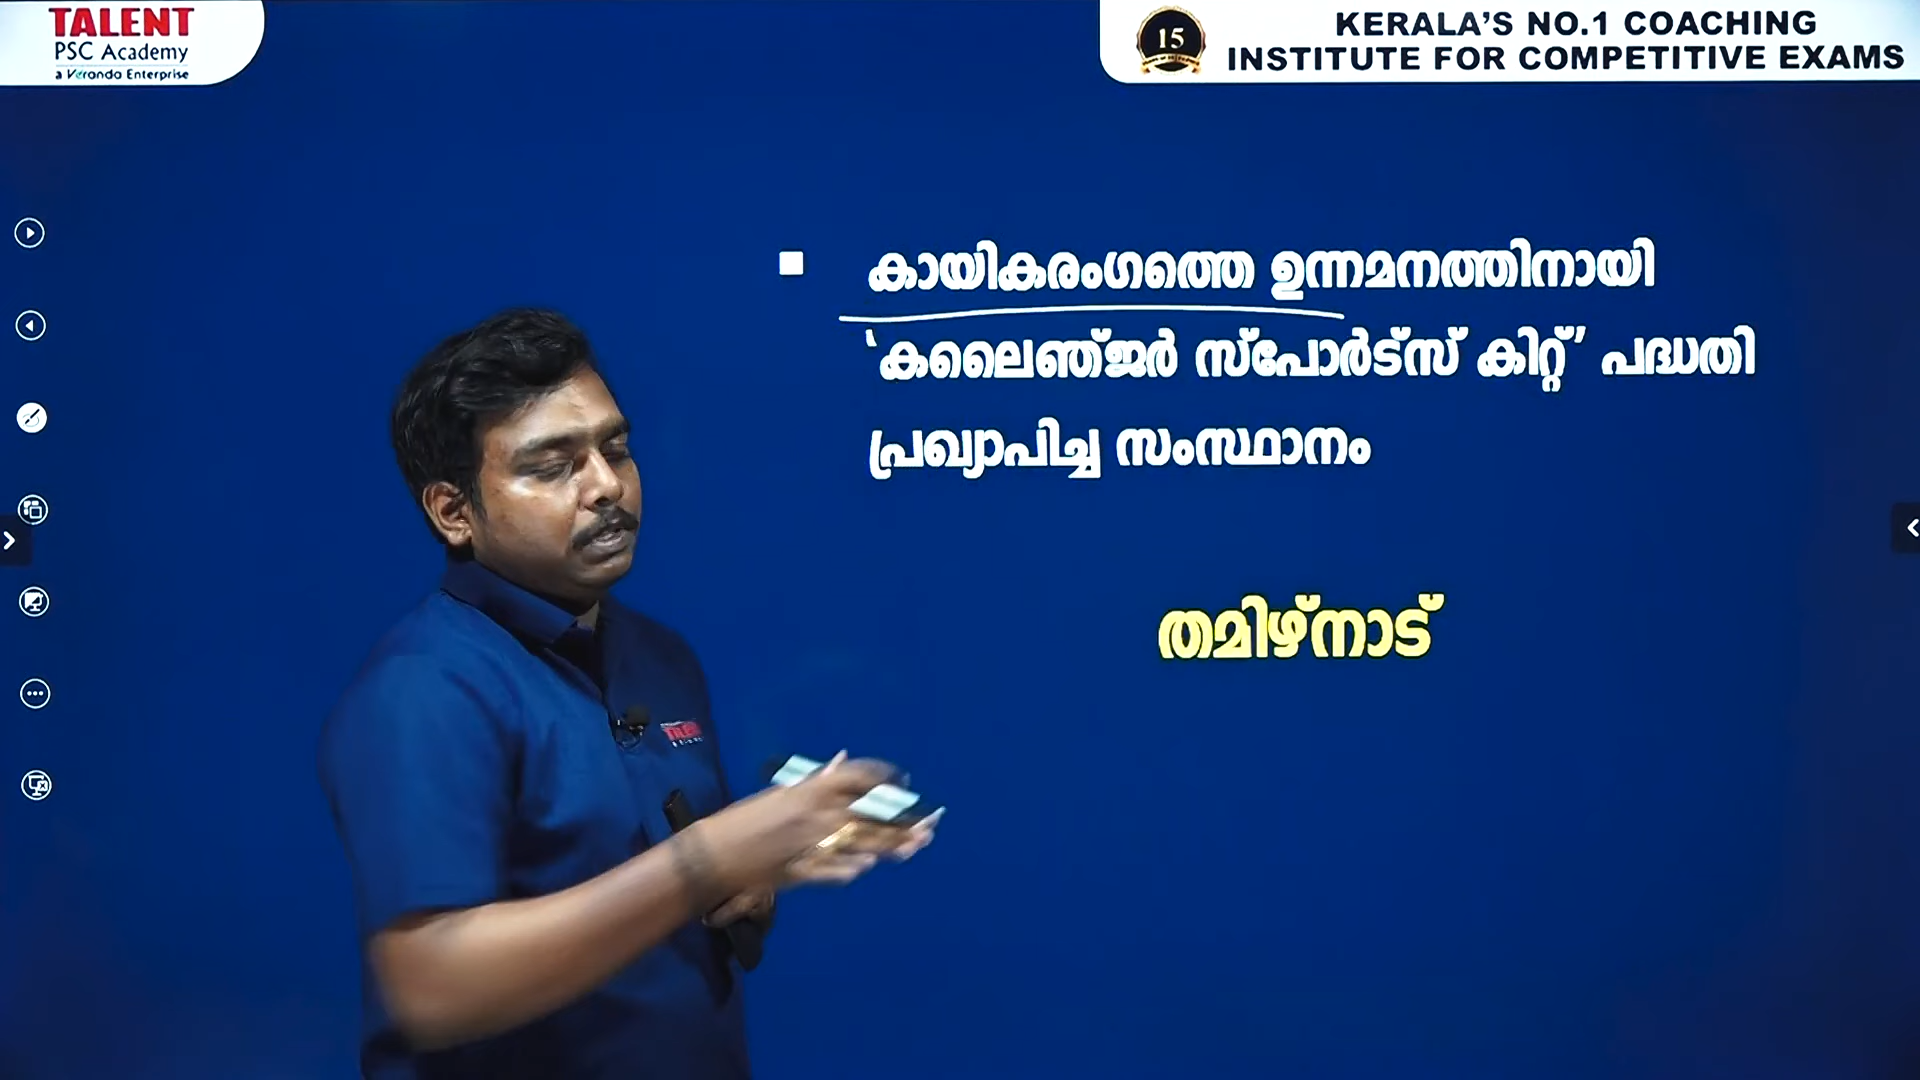 TALENT
PSC Academy
a Veranda Enterprise
15
KERALA'S NO.1 COACHING
INSTITUTE FOR COMPETITIVE EXAMS
കായികരംഗത്തെ ഉന്നമനത്തിനായി
'കലൈഞ്ജർ സ്പോർട്സ് കിറ്റ്' പദ്ധതി
പ്രഖ്യാപിച്ച സംസ്ഥാനം
തമിഴ്നാട്